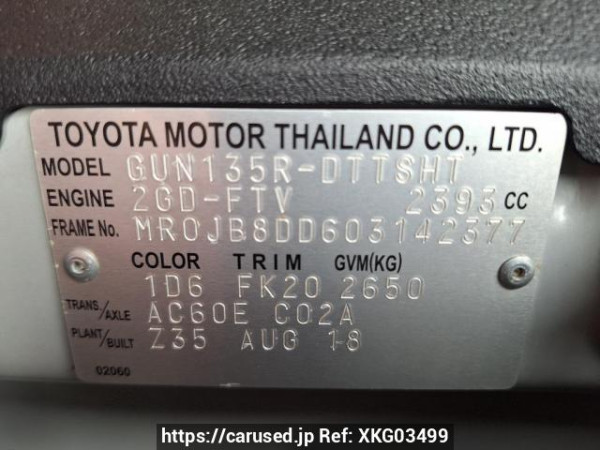 TOYOTA MOTOR THAILAND CO., LTD.
MODEL GUN135R-DTTSHT
ENGINE 2GD-FTV 2393 CC
FRAME No. MR0JB8DD603142377
COLOR TRIM GVM(KG)
1D6 FK20 2650
TRANS./AXLE AC60E C02A
PLANT/BUILT Z35 AUG 18
02060
https://carused.jp Ref: XKG03499